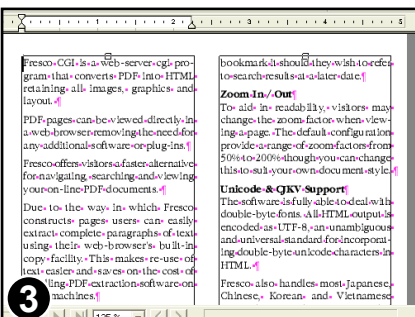 1 2 3 4 5
Fresco CGI is a web-server cgi pro-
gram that converts PDF into HTML
retaining all images, graphics and
layout. ¶
PDF pages can be viewed directly in
a web browser removing the need for
any additional software or plug-ins. ¶
Fresco offers visitors a faster alternative
for navigating, searching and viewing
your on-line PDF documents. ¶
Due to the way in which Fresco
constructs pages users can easily
extract complete paragraphs of text
using their web-browser's built-in
copy facility. This makes re-use of
text easier and saves on the cost of
PDF extraction software on
machines. ¶
bookmark it should they wish to refer
to search results at a later date. ¶
Zoom In / Out¶
To aid in readability, visitors may
change the zoom factor when view-
ing a page. The default configuration
provide a range of zoom factors from
50% to 200% though you can change
this to suit your own document style. ¶
Unicode & CJKV Support¶
The software is fully able to deal with
double-byte fonts. All HTML output is
encoded as UTF-8, an unambiguous
and universal standard for incorporat-
ing double-byte unicode characters in
HTML. ¶
Fresco also handles most Japanese,
Chinese, Korean and Vietnamese
3